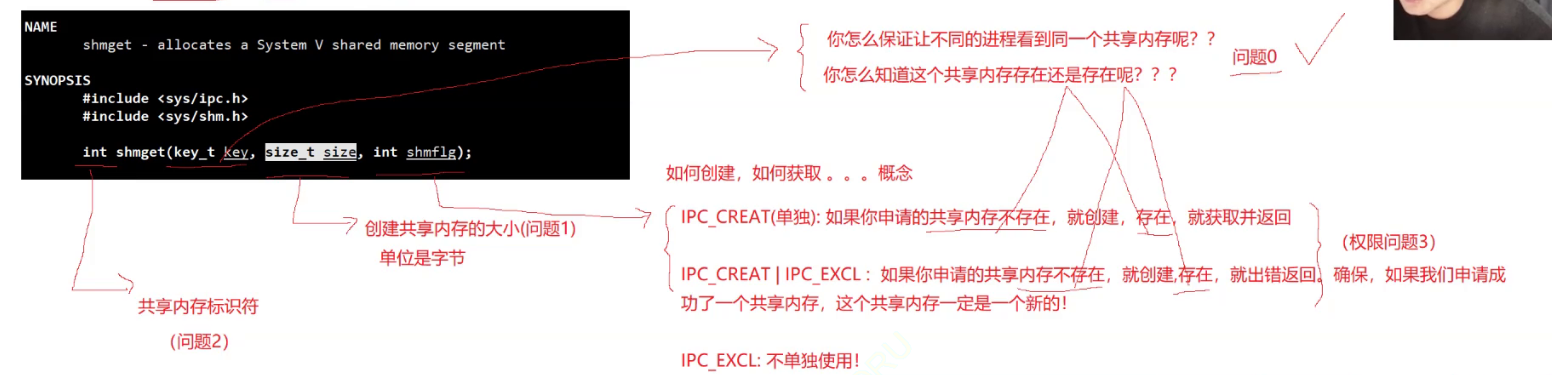 NAME
shmget - allocates a System V shared memory segment
SYNOPSIS
#include <sys/ipc.h>
#include <sys/shm.h>
int shmget(key_t key, size_t size, int shmflg);
你怎么保证让不同的进程看到同一个共享内存呢？？
你怎么知道这个共享内存存在还是存在呢？？？
问题0
如何创建，如何获取 。。。概念
IPC_CREAT(单独): 如果你申请的共享内存不存在，就创建，存在，就获取并返回
(权限问题3)
IPC_CREAT | IPC_EXCL： 如果你申请的共享内存不存在，就创建,存在，就出错返回。确保，如果我们申请成
功了一个共享内存，这个共享内存一定是一个新的！
IPC_EXCL: 不单独使用！
创建共享内存的大小(问题1)
单位是字节
共享内存标识符
(问题2)